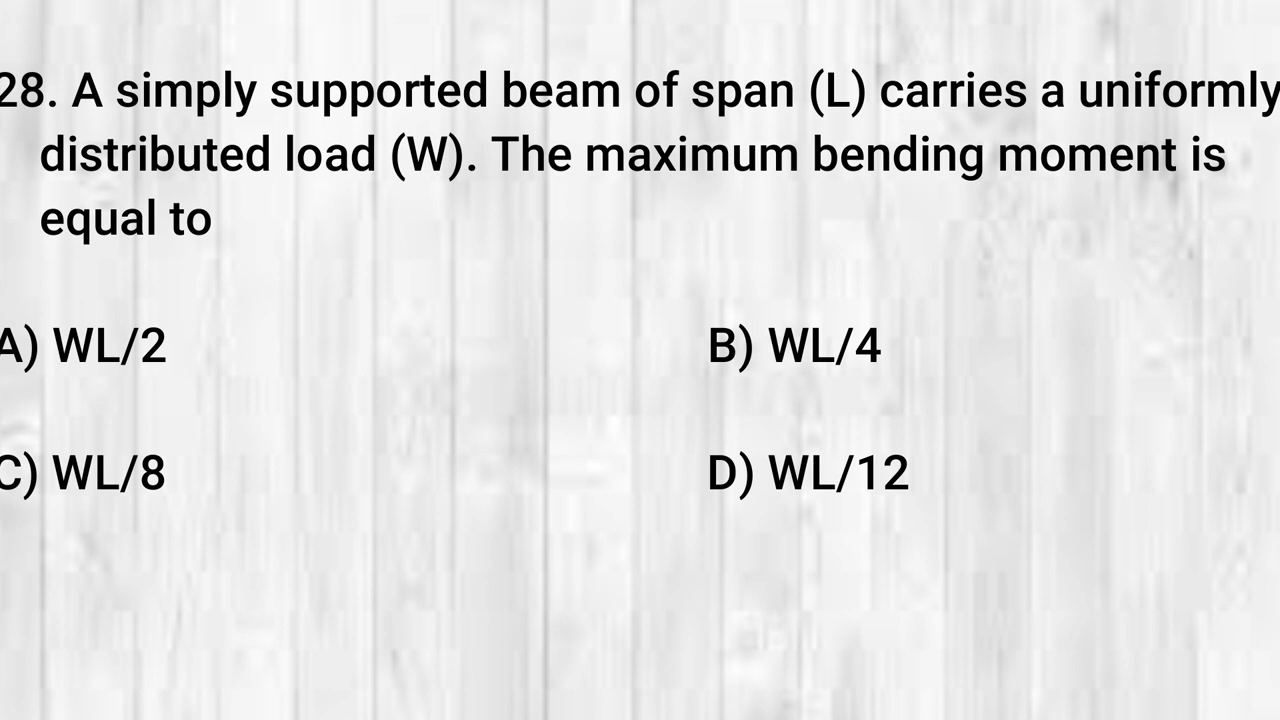 28. A simply supported beam of span (L) carries a uniformly
distributed load (W). The maximum bending moment is
equal to
A) WL/2
B) WL/4
C) WL/8
D) WL/12